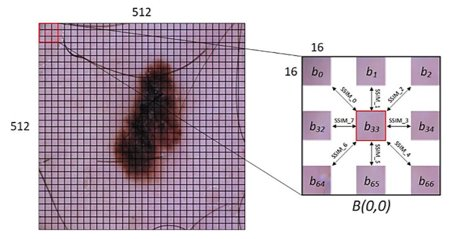 512
512
16
16
b0 b1 b2
SSIM_0 SSIM_1 SSIM_2
b32 SSIM_7 b33 SSIM_3 b34
SSIM_6 SSIM_5 SSIM_4
b64 b65 b66
B(0,0)